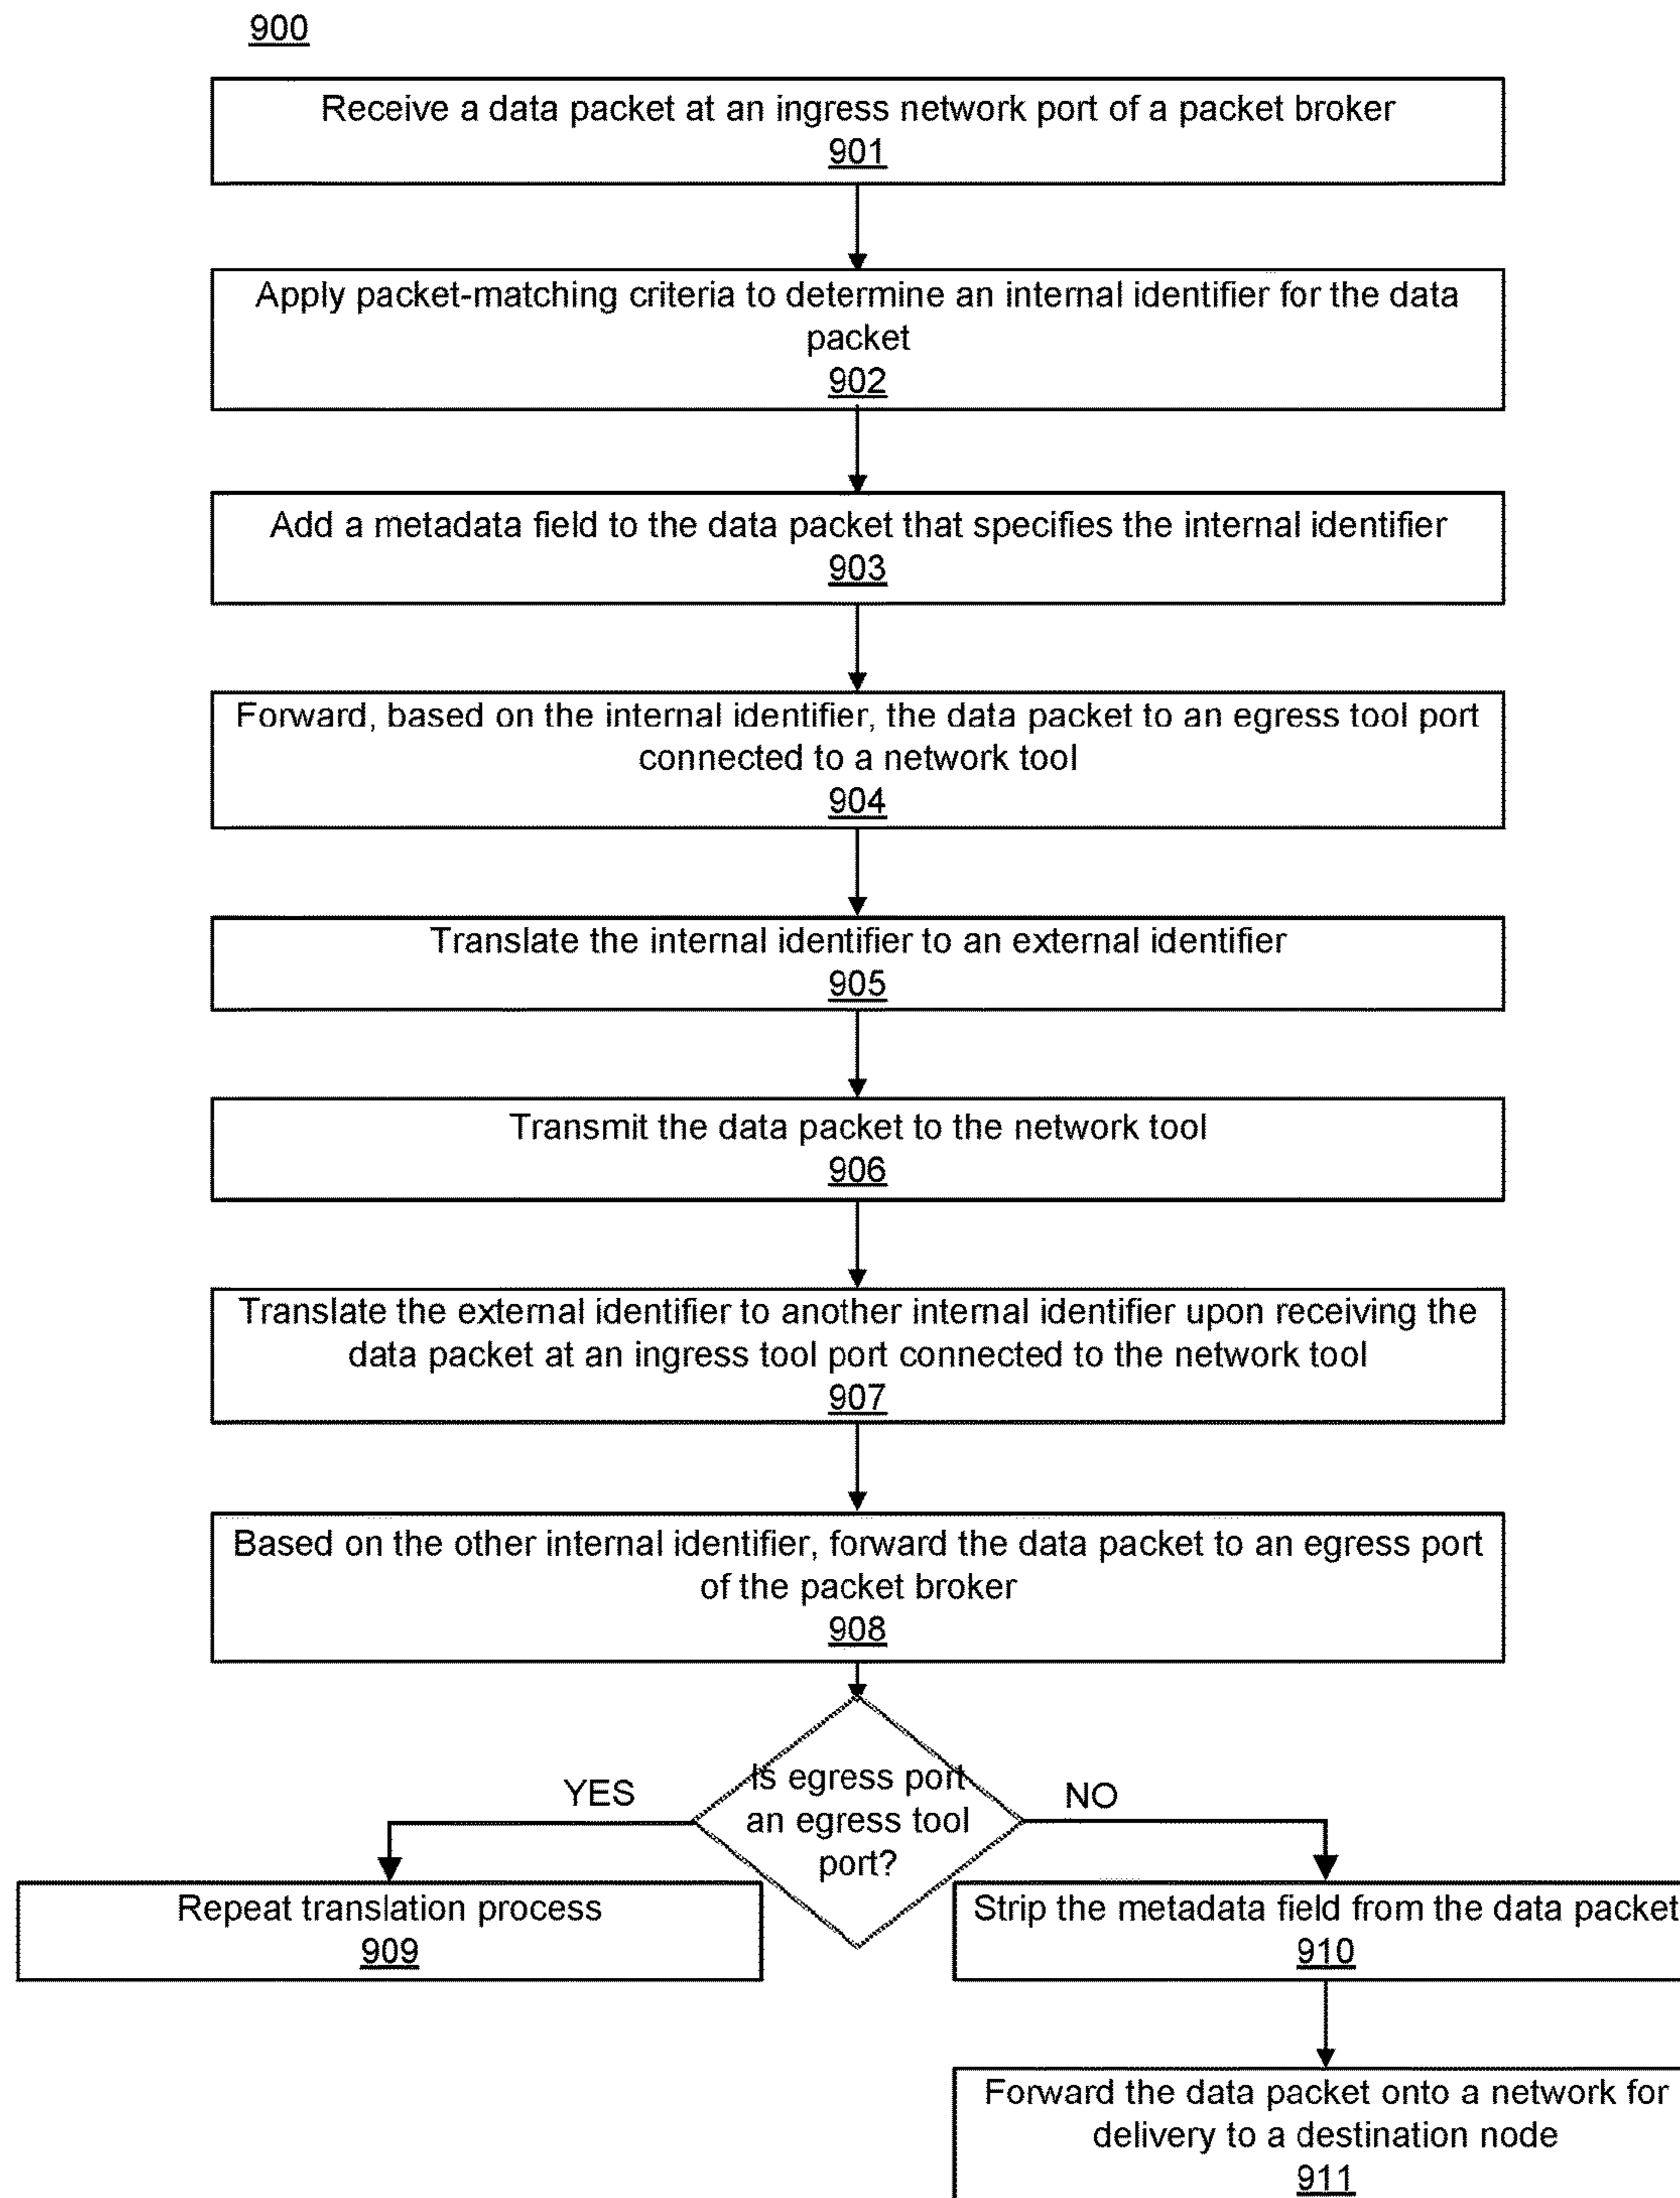 900
Receive a data packet at an ingress network port of a packet broker
901
Apply packet-matching criteria to determine an internal identifier for the data
packet
902
Add a metadata field to the data packet that specifies the internal identifier
903
Forward, based on the internal identifier, the data packet to an egress tool port
connected to a network tool
904
Translate the internal identifier to an external identifier
905
Transmit the data packet to the network tool
906
Translate the external identifier to another internal identifier upon receiving the
data packet at an ingress tool port connected to the network tool
907
Based on the other internal identifier, forward the data packet to an egress port
of the packet broker
908
Is egress port
an egress tool
port?
YES
NO
Repeat translation process
909
Strip the metadata field from the data packet
910
Forward the data packet onto a network for
delivery to a destination node
911